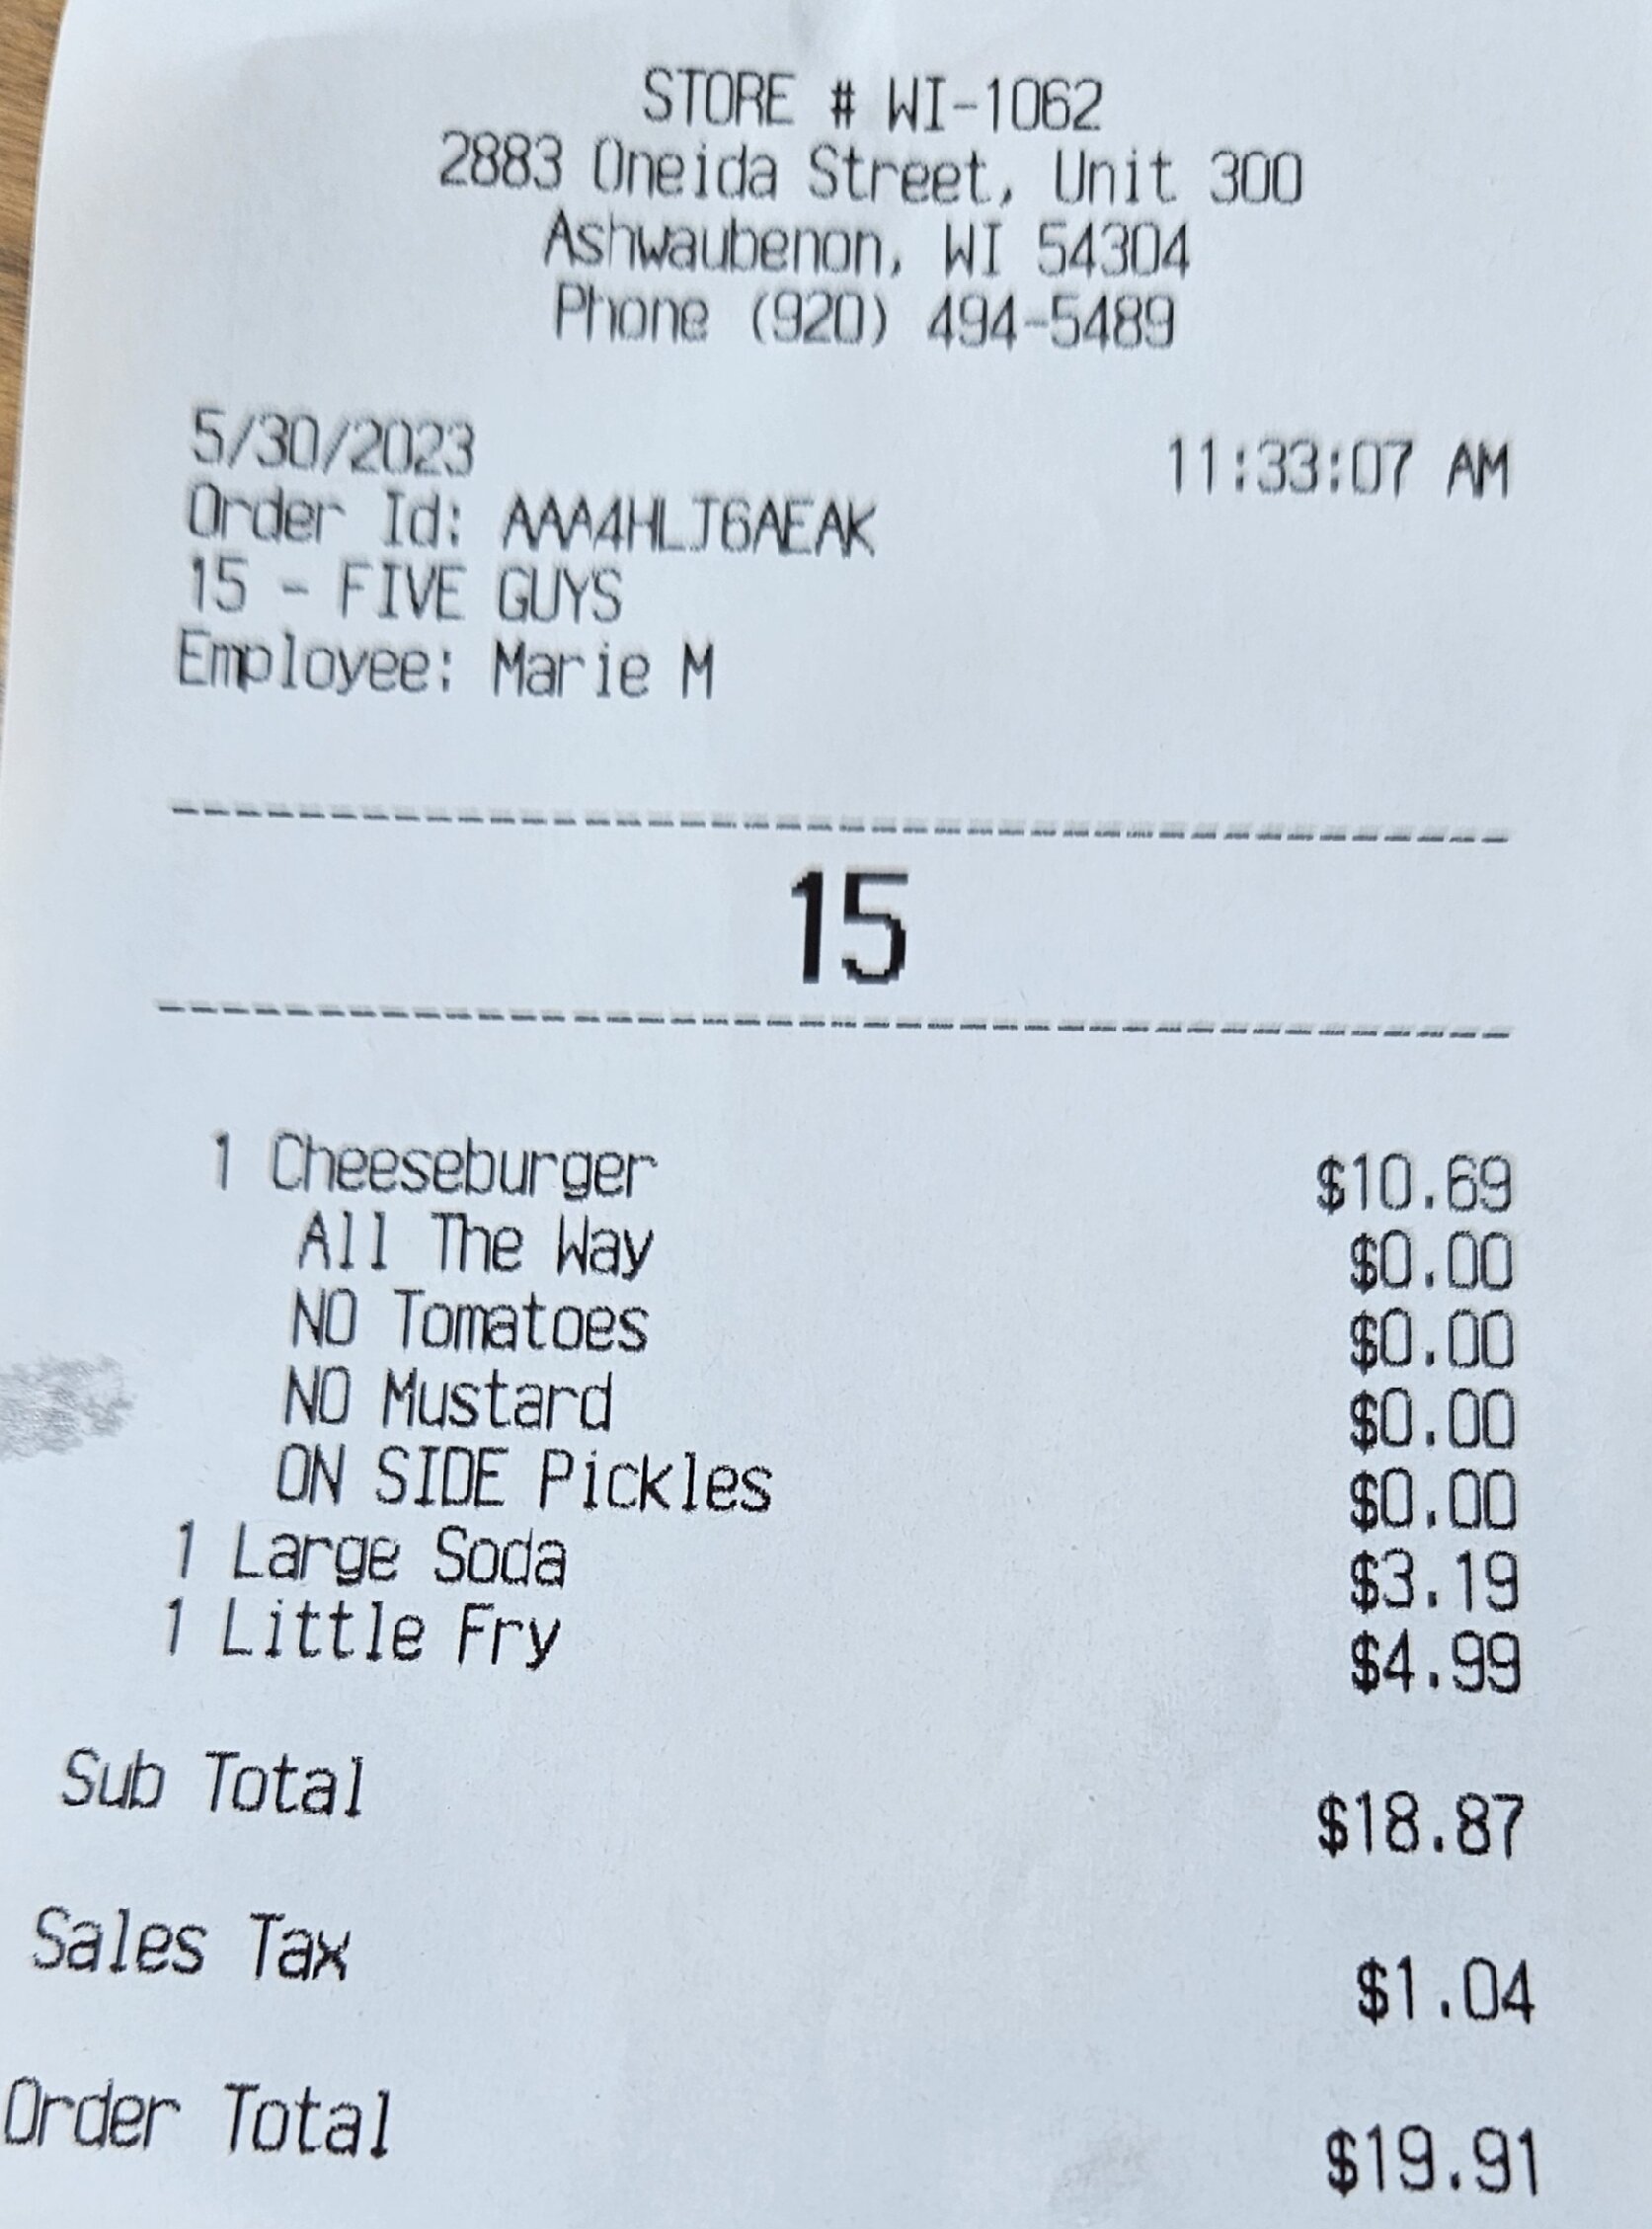 STORE # WI-1062
2883 Oneida Street, Unit 300
Ashwaubenon, WI 54304
Phone (920) 494-5489
5/30/2023 11:33:07 AM
Order Id: AAA4HLJ6AEAK
15 - FIVE GUYS
Employee: Marie M
15
1 Cheeseburger $10.69
All The Way $0.00
NO Tomatoes $0.00
NO Mustard $0.00
ON SIDE Pickles $0.00
1 Large Soda $3.19
1 Little Fry $4.99
Sub Total $18.87
Sales Tax $1.04
Order Total $19.91